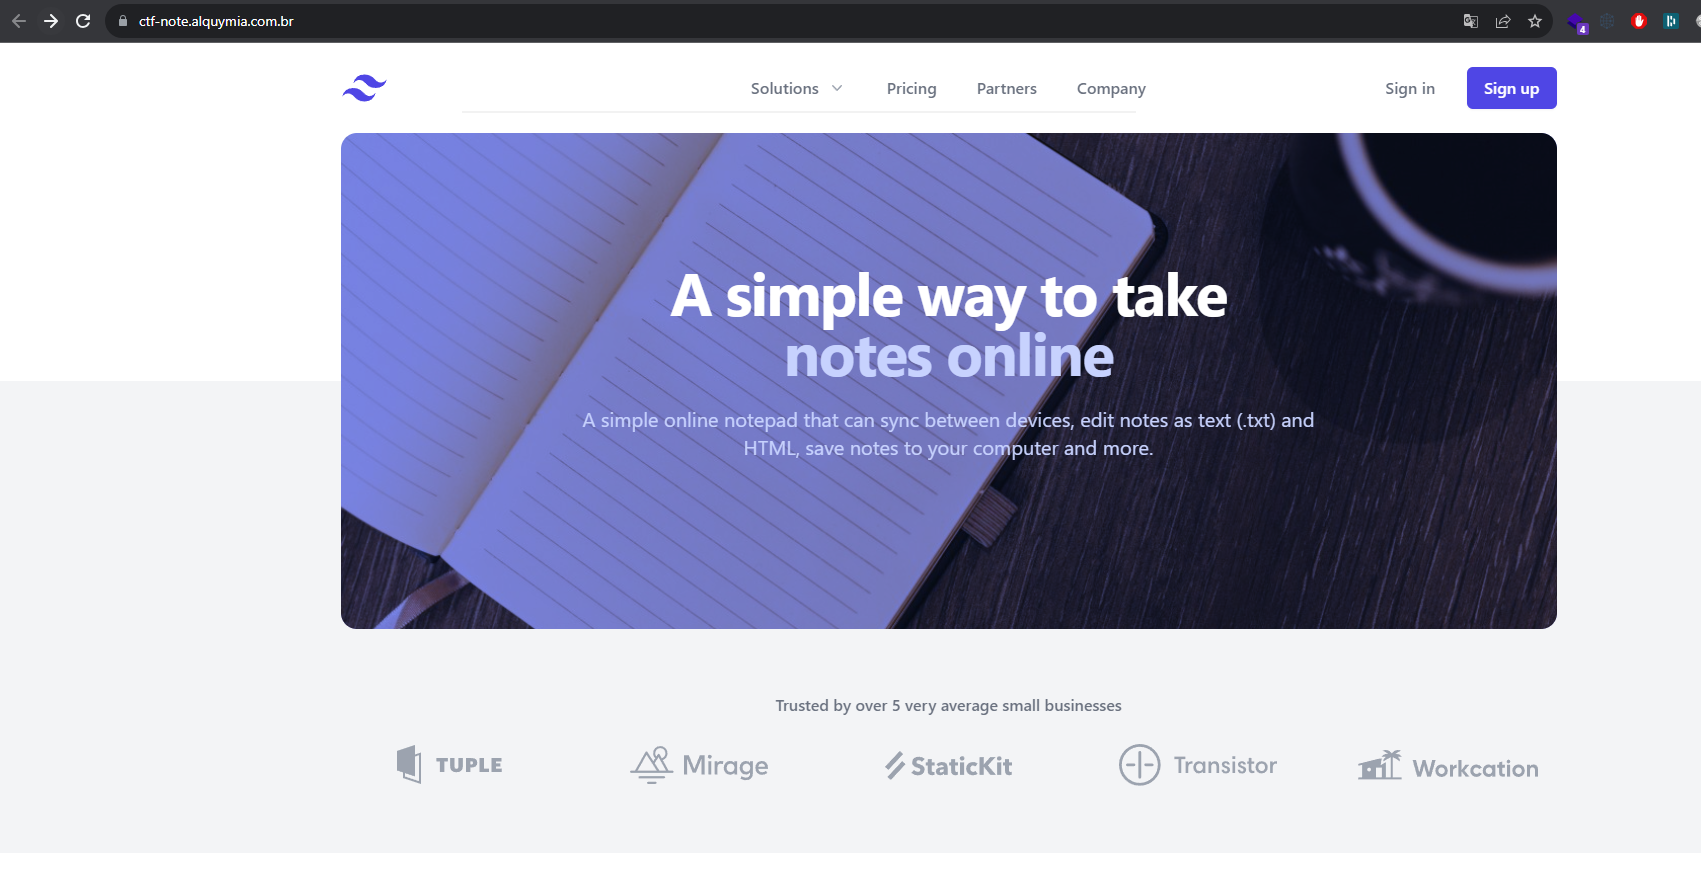 ctf-note.alquymia.com.br
4
Solutions Pricing Partners Company Sign in Sign up
A simple way to take
notes online
A simple online notepad that can sync between devices, edit notes as text (.txt) and
HTML, save notes to your computer and more.
Trusted by over 5 very average small businesses
TUPLE Mirage StaticKit Transistor Workcation